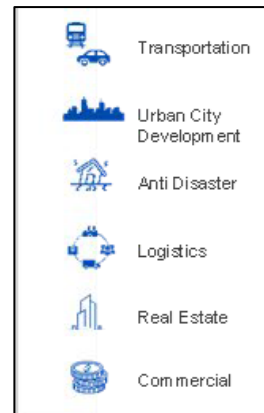 Transportation
Urban City
Development
Anti Disaster
Logistics
Real Estate
Commercial